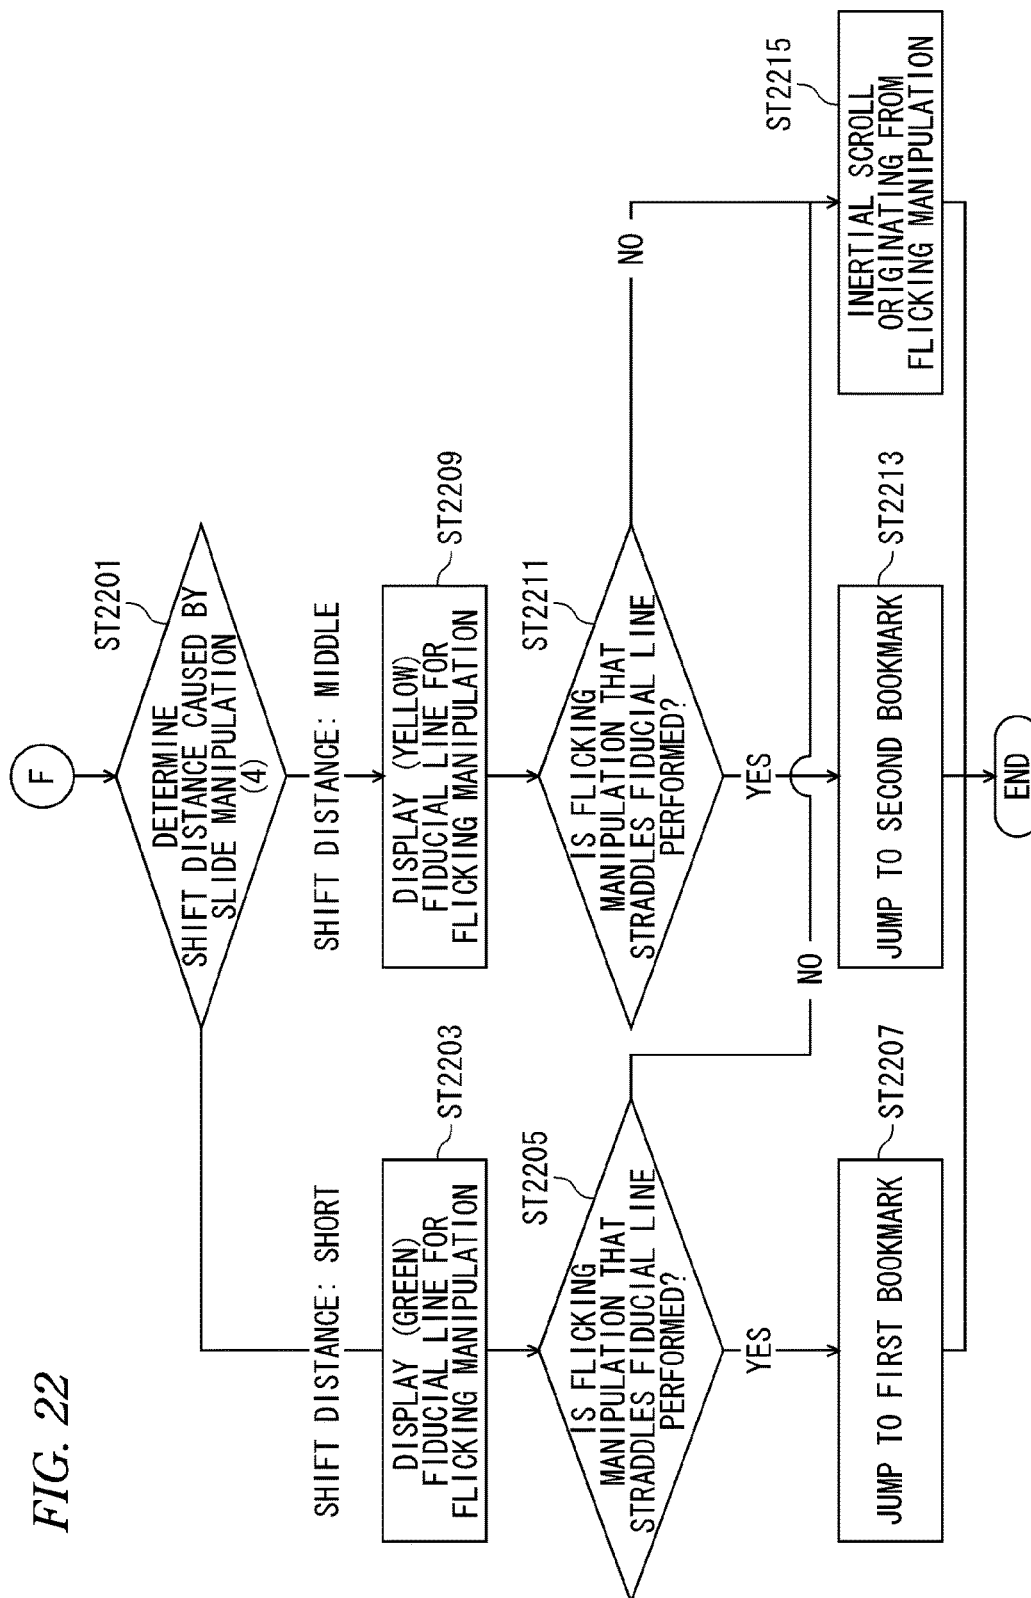 FIG. 22
F
DETERMINE
SHIFT DISTANCE CAUSED BY
SLIDE MANIPULATION
(4)
ST2201
SHIFT DISTANCE: SHORT
SHIFT DISTANCE: MIDDLE
DISPLAY (GREEN)
FIDUCIAL LINE FOR
FLICKING MANIPULATION
ST2203
DISPLAY (YELLOW)
FIDUCIAL LINE FOR
FLICKING MANIPULATION
ST2209
IS FLICKING
MANIPULATION THAT
STRADDLES FIDUCIAL LINE
PERFORMED?
ST2205
NO
YES
IS FLICKING
MANIPULATION THAT
STRADDLES FIDUCIAL LINE
PERFORMED?
ST2211
NO
YES
JUMP TO FIRST BOOKMARK
ST2207
JUMP TO SECOND BOOKMARK
ST2213
INERTIAL SCROLL
ORIGINATING FROM
FLICKING MANIPULATION
ST2215
END